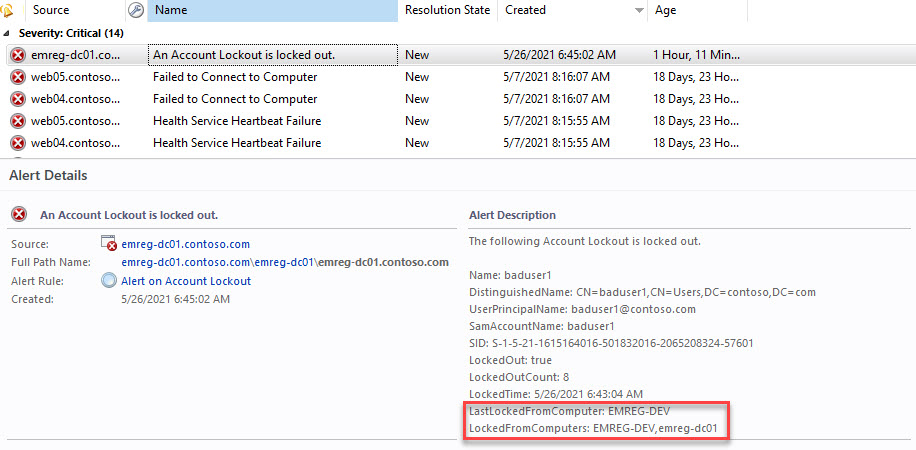 Source Name Resolution State Created Age
Severity: Critical (14)
emreg-dc01.co... An Account Lockout is locked out. New 5/26/2021 6:45:02 AM 1 Hour, 11 Min...
web05.contoso... Failed to Connect to Computer New 5/7/2021 8:16:07 AM 18 Days, 23 Ho...
web04.contoso... Failed to Connect to Computer New 5/7/2021 8:16:07 AM 18 Days, 23 Ho...
web05.contoso... Health Service Heartbeat Failure New 5/7/2021 8:15:55 AM 18 Days, 23 Ho...
web04.contoso... Health Service Heartbeat Failure New 5/7/2021 8:15:55 AM 18 Days, 23 Ho...
Alert Details
An Account Lockout is locked out.
Source: emreg-dc01.contoso.com
Full Path Name: emreg-dc01.contoso.com\emreg-dc01\emreg-dc01.contoso.com
Alert Rule: Alert on Account Lockout
Created: 5/26/2021 6:45:02 AM
Alert Description
The following Account Lockout is locked out.
Name: baduser1
DistinguishedName: CN=baduser1,CN=Users,DC=contoso,DC=com
UserPrincipalName: baduser1@contoso.com
SamAccountName: baduser1
SID: S-1-5-21-1615164016-501832016-2065208324-57601
LockedOut: true
LockedOutCount: 8
LockedTime: 5/26/2021 6:43:04 AM
LastLockedFromComputer: EMREG-DEV
LockedFromComputers: EMREG-DEV,emreg-dc01